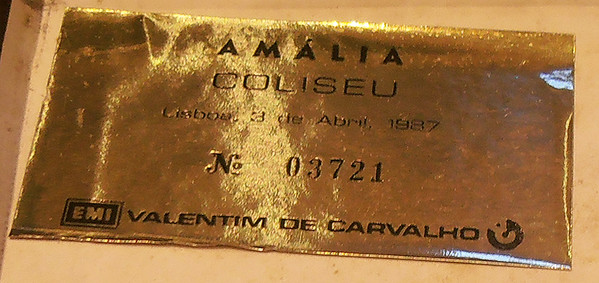 AMÁLIA
COLISEU
Lisboa, 3 de Abril, 1987
Nº 03721
EMI VALENTIM DE CARVALHO